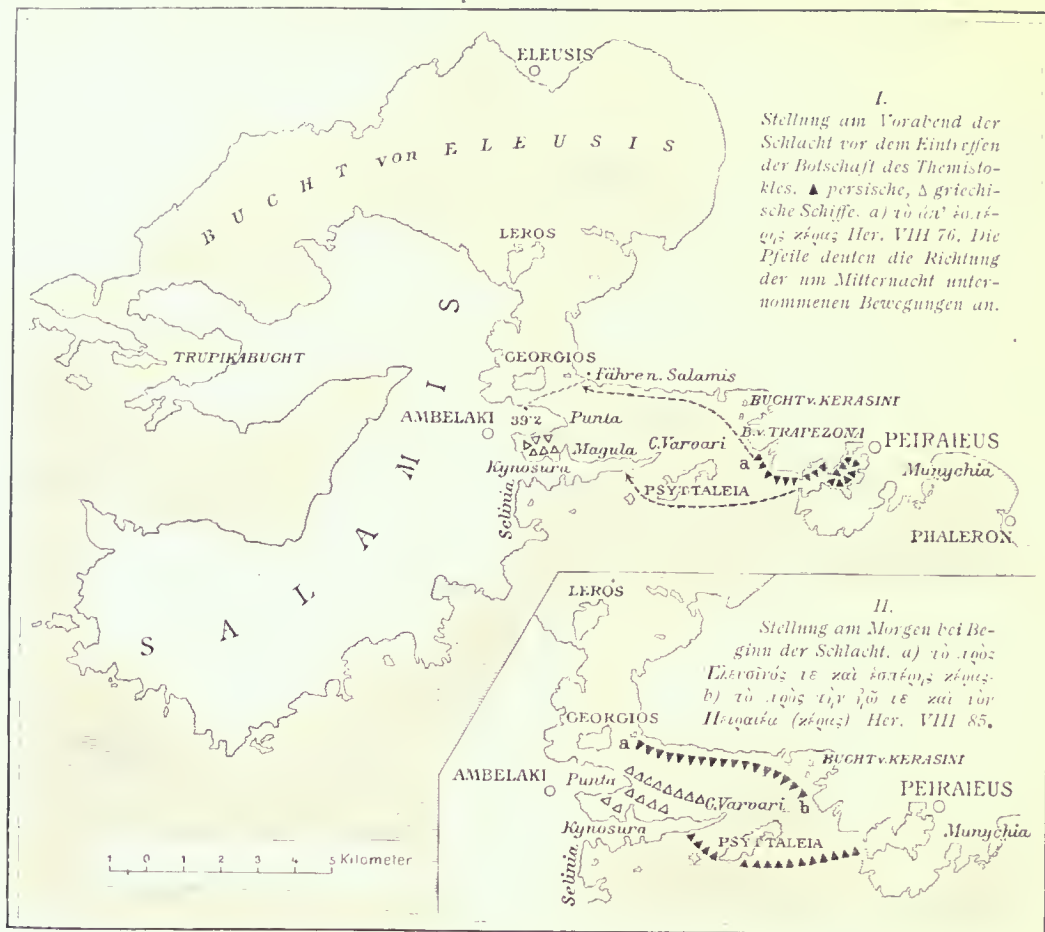 ELEUSIS
BUCHT von ELEUSIS
I.
Stellung am Vorabend der
Schlacht vor dem Eintreffen
der Botschaft des Themisto-
kles. ▲ persische, Δ griechi-
sche Schiffe. a) τὸ ἀπ' ἑσπέ-
ρης κέρας Her. VIII 76. Die
Pfeile deuten die Richtung
der um Mitternacht unter-
nommenen Bewegungen an.
LEROS
TRUPIKABUCHT
GEORGIOS
Fähre n. Salamis
BUCHT v. KERASINI
AMBELAKI
Punta
B. v. TRAPEZONA
PEIRAIEUS
Magula
C. Varvari
a
Munychia
Kynosura
PSYTTALEIA
Selinia
PHALERON
SALAMIS
II.
Stellung am Morgen bei Be-
ginn der Schlacht. a) τὸ πρὸς
Ἐλευσῖνός τε καὶ ἑσπέρης κέρας.
b) τὸ πρὸς τὴν ἠῶ τε καὶ τὸν
Πειραιέα (κέρας) Her. VIII 85.
LEROS
GEORGIOS
a
BUCHT v. KERASINI
AMBELAKI
Punta
C. Varvari
b
PEIRAIEUS
Kynosura
PSYTTALEIA
Munychia
Selinia
1 0 1 2 3 4 5 Kilometer